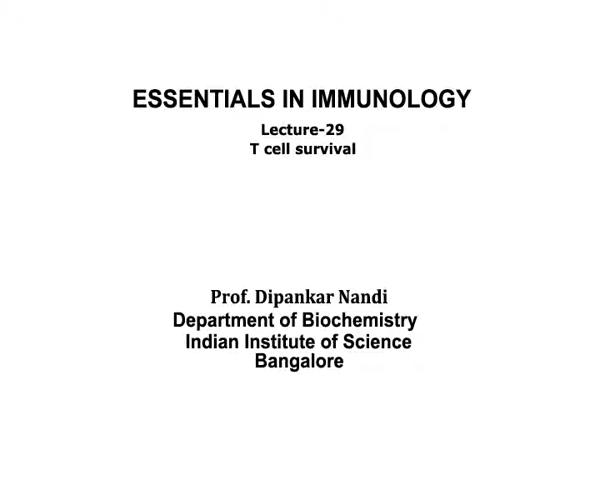 ESSENTIALS IN IMMUNOLOGY
Lecture-29
T cell survival
Prof. Dipankar Nandi
Department of Biochemistry
Indian Institute of Science
Bangalore